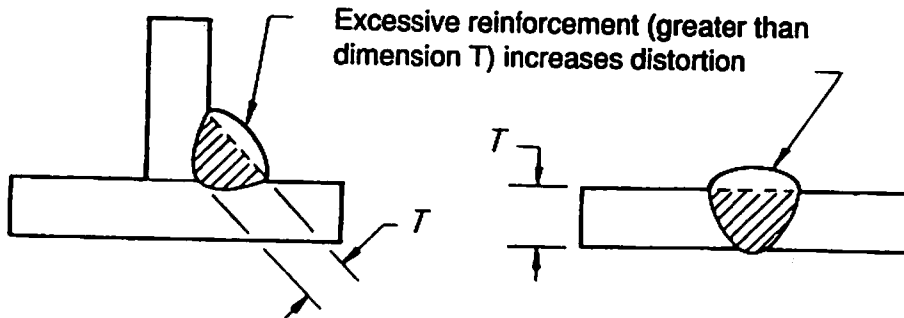 Excessive reinforcement (greater than
dimension T) increases distortion
T
T